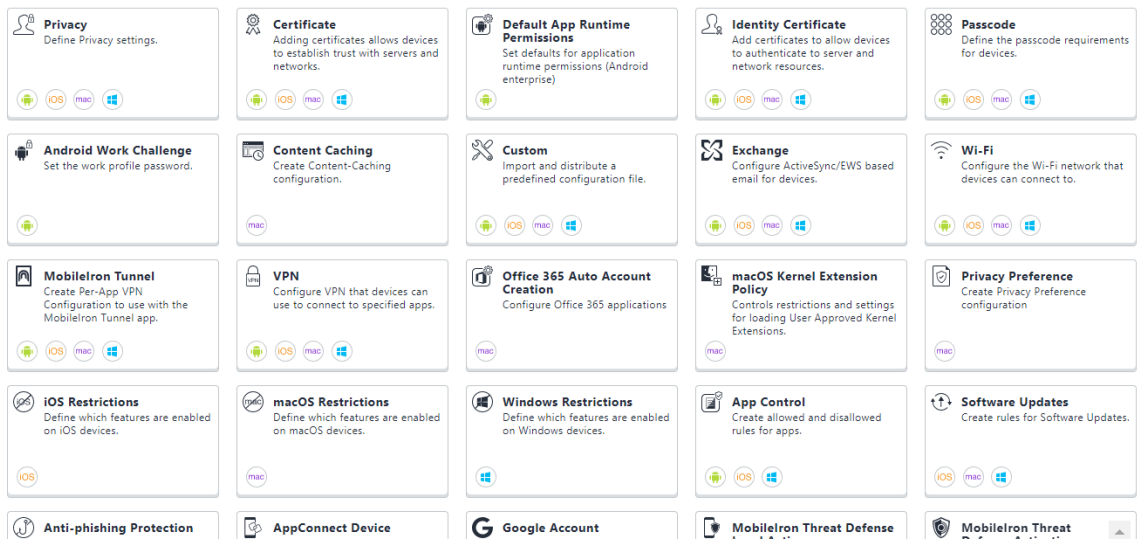 Privacy
Define Privacy settings.
iOS
mac
Certificate
Adding certificates allows devices
to establish trust with servers and
networks.
iOS
mac
Default App Runtime
Permissions
Set defaults for application
runtime permissions (Android
enterprise)
Identity Certificate
Add certificates to allow devices
to authenticate to server and
network resources.
iOS
mac
Passcode
Define the passcode requirements
for devices.
iOS
mac
Android Work Challenge
Set the work profile password.
Content Caching
Create Content-Caching
configuration.
mac
Custom
Import and distribute a
predefined configuration file.
iOS
mac
Exchange
Configure ActiveSync/EWS based
email for devices.
iOS
mac
Wi-Fi
Configure the Wi-Fi network that
devices can connect to.
iOS
mac
MobileIron Tunnel
Create Per-App VPN
Configuration to use with the
MobileIron Tunnel app.
iOS
mac
VPN
VPN
Configure VPN that devices can
use to connect to specified apps.
iOS
mac
Office 365 Auto Account
Creation
Configure Office 365 applications
mac
macOS Kernel Extension
Policy
Controls restrictions and settings
for loading User Approved Kernel
Extensions.
mac
Privacy Preference
Create Privacy Preference
configuration
mac
iOS
iOS Restrictions
Define which features are enabled
on iOS devices.
iOS
mac
macOS Restrictions
Define which features are enabled
on macOS devices.
mac
Windows Restrictions
Define which features are enabled
on Windows devices.
App Control
Create allowed and disallowed
rules for apps.
iOS
Software Updates
Create rules for Software Updates.
iOS
mac
Anti-phishing Protection
AppConnect Device
G
Google Account
MobileIron Threat Defense
MobileIron Threat